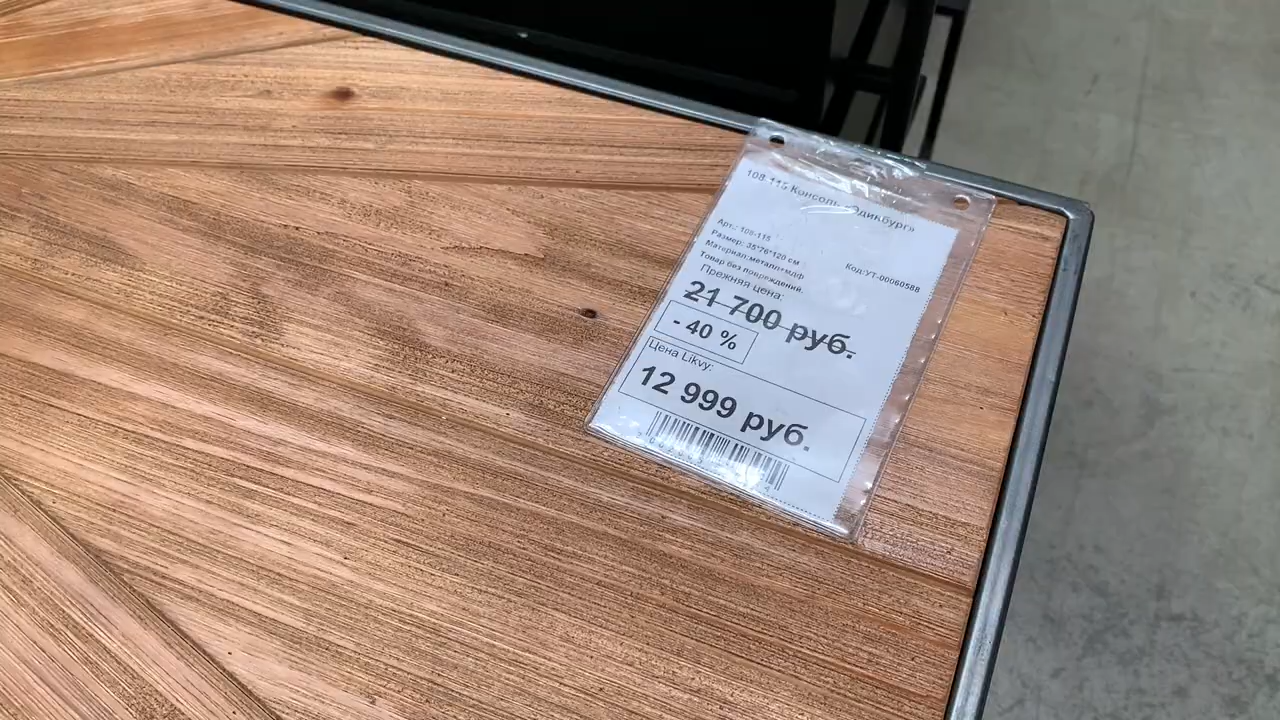 108-115 Консоль «Эдинбург»
Арт.: 108-115
Размер: 35*76*120 см
Материал:металл+мдф
Код:УТ-00060588
Товар без повреждений.
Прежняя цена:
21 700 руб.
- 40 %
Цена Likvy:
12 999 руб.